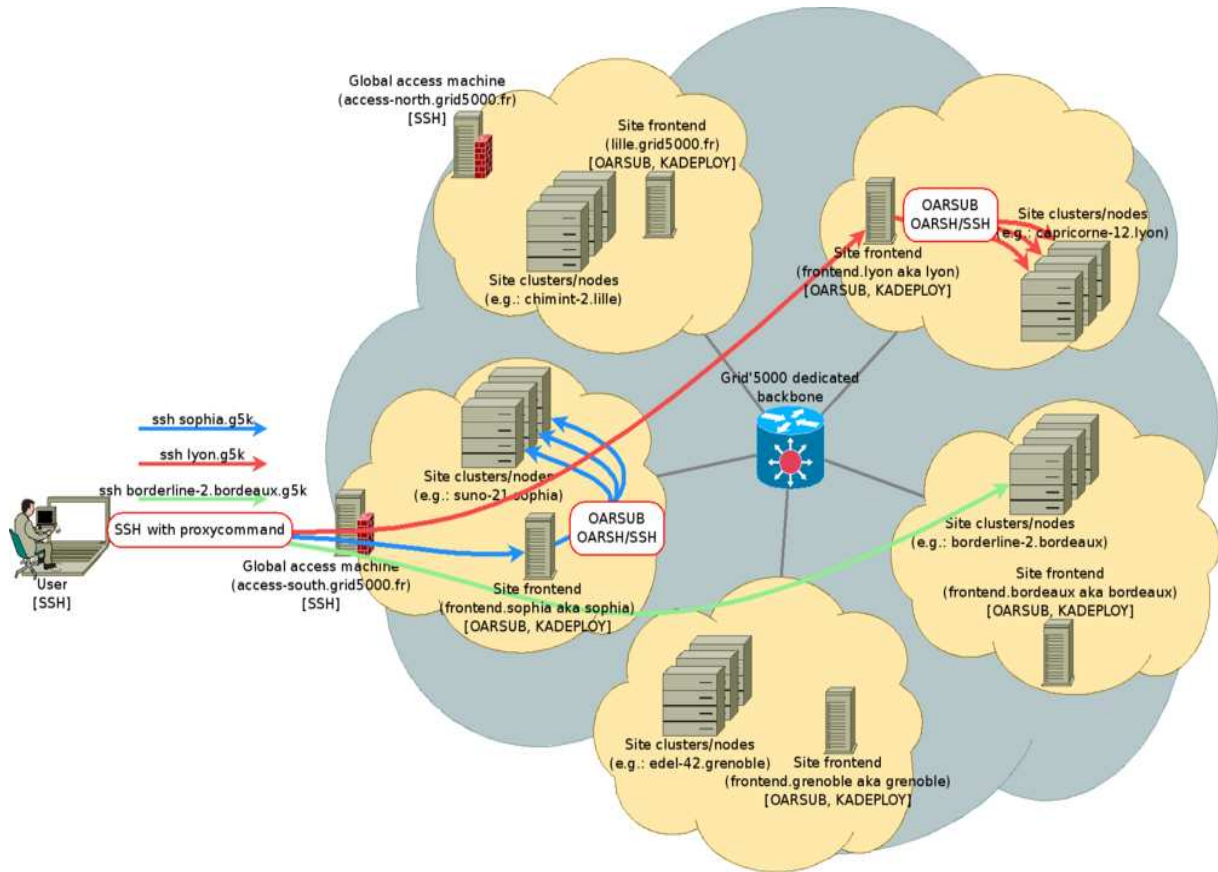 Global access machine
(access-north.grid5000.fr)
[SSH]
Site frontend
(lille.grid5000.fr)
[OARSUB, KADEPLOY]
Site clusters/nodes
(e.g.: chimint-2.lille)
OARSUB
OARSH/SSH
Site clusters/nodes
(e.g.: capricorne-12.lyon)
Site frontend
(frontend.lyon aka lyon)
[OARSUB, KADEPLOY]
Grid'5000 dedicated
backbone
ssh sophia.g5k
ssh lyon.g5k
ssh borderline-2.bordeaux.g5k
SSH with proxycommand
User
[SSH]
Site clusters/nodes
(e.g.: suno-21.sophia)
OARSUB
OARSH/SSH
Global access machine
(access-south.grid5000.fr)
[SSH]
Site frontend
(frontend.sophia aka sophia)
[OARSUB, KADEPLOY]
Site clusters/nodes
(e.g.: borderline-2.bordeaux)
Site frontend
(frontend.bordeaux aka bordeaux)
[OARSUB, KADEPLOY]
Site clusters/nodes
(e.g.: edel-42.grenoble)
Site frontend
(frontend.grenoble aka grenoble)
[OARSUB, KADEPLOY]